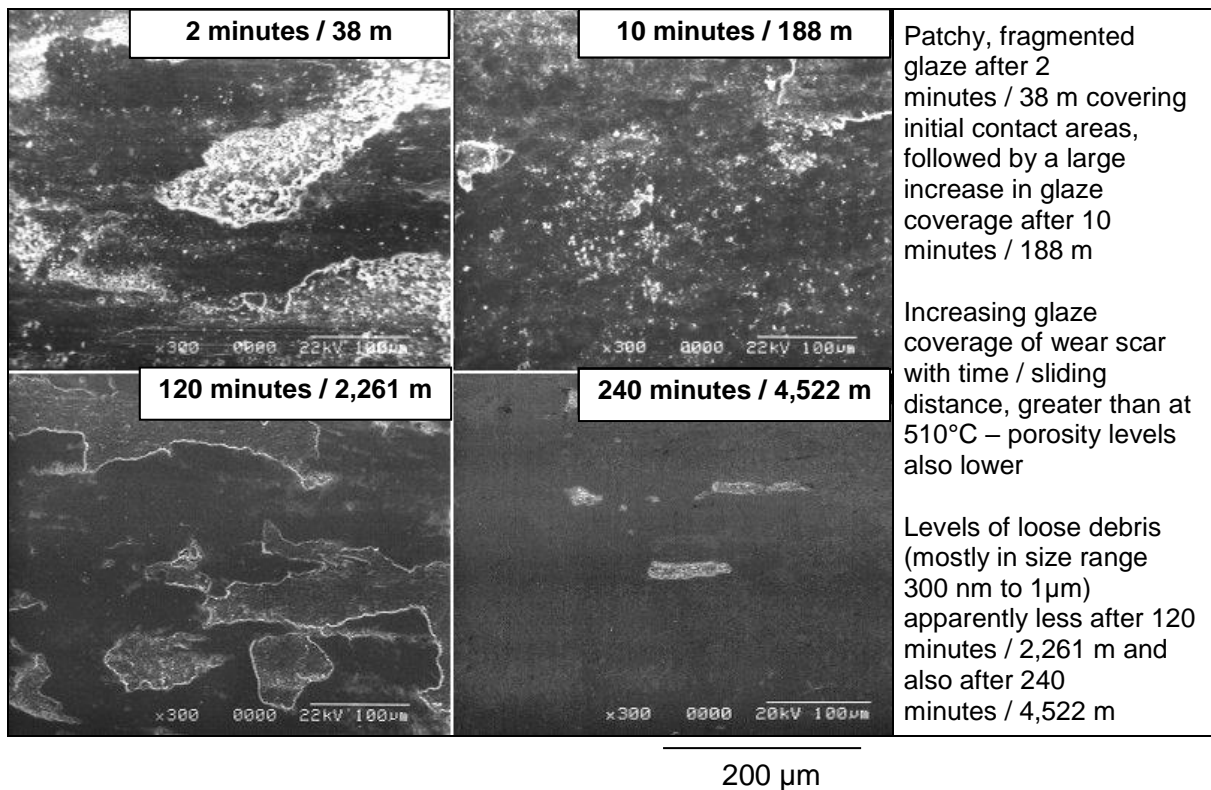 2 minutes / 38 m
×300 0000 22kV 100µm
10 minutes / 188 m
×300 0000 22kV 100µm
120 minutes / 2,261 m
×300 0000 22kV 100µm
240 minutes / 4,522 m
×300 0000 20kV 100µm
Patchy, fragmented
glaze after 2
minutes / 38 m covering
initial contact areas,
followed by a large
increase in glaze
coverage after 10
minutes / 188 m
Increasing glaze
coverage of wear scar
with time / sliding
distance, greater than at
510°C – porosity levels
also lower
Levels of loose debris
(mostly in size range
300 nm to 1µm)
apparently less after 120
minutes / 2,261 m and
also after 240
minutes / 4,522 m
200 µm